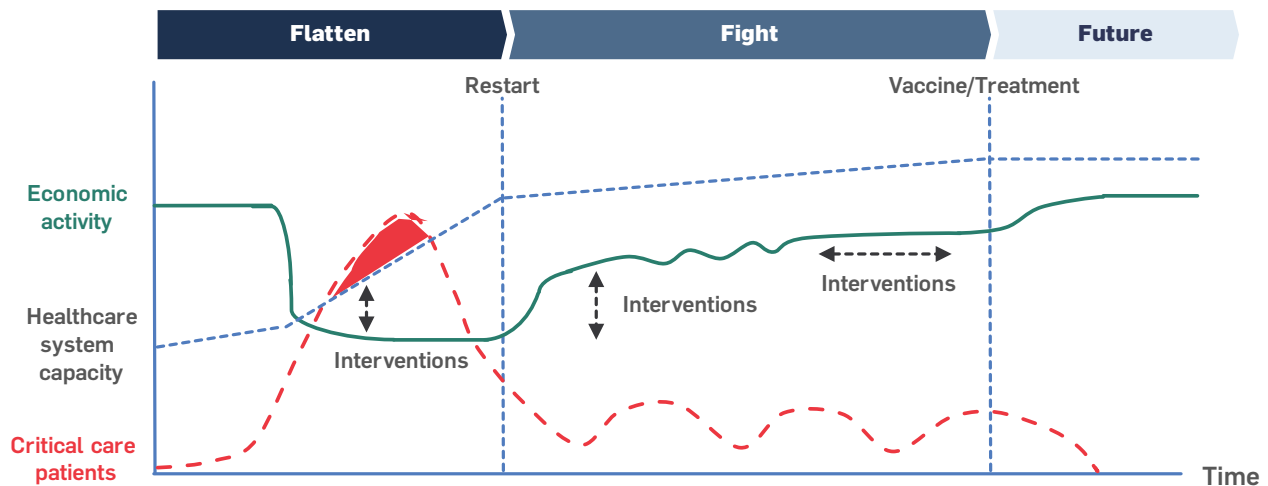 Flatten
Fight
Future
Restart
Vaccine/Treatment
Economic
activity
Interventions
Interventions
Healthcare
system
capacity
Interventions
Critical care
patients
Time